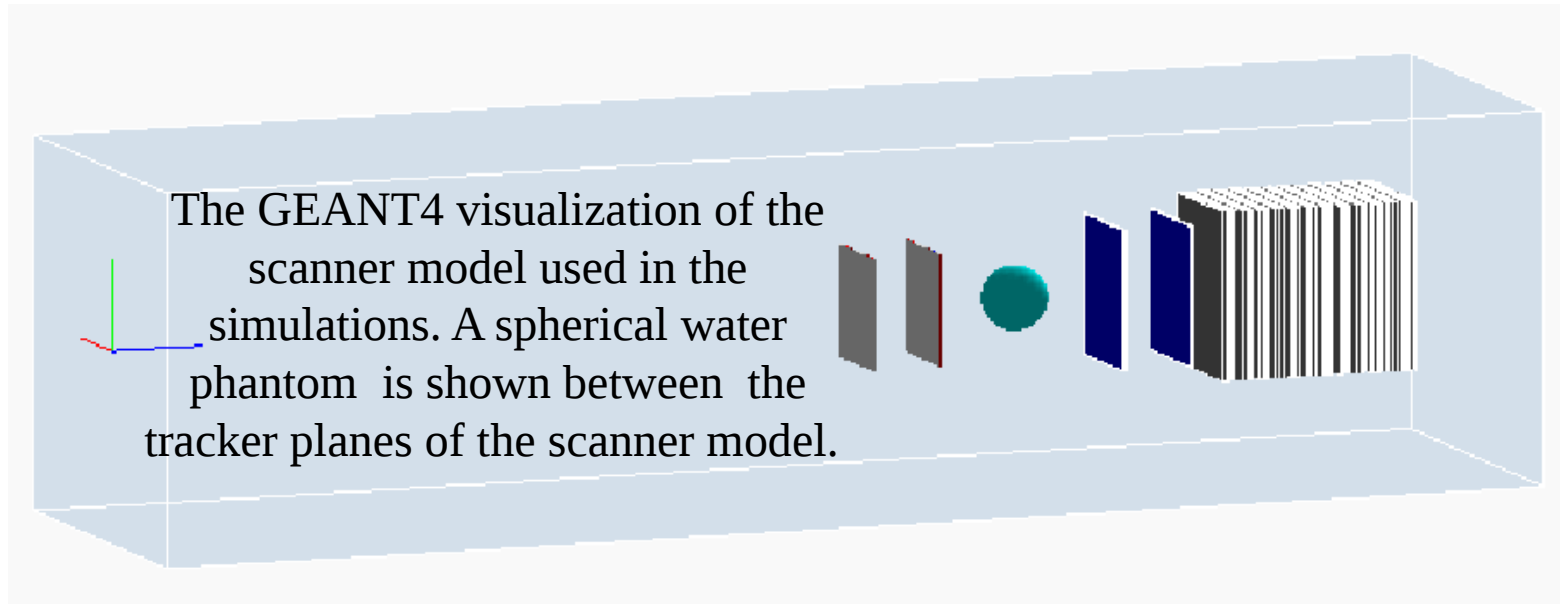 The GEANT4 visualization of the
scanner model used in the
simulations. A spherical water
phantom  is shown between  the
tracker planes of the scanner model.